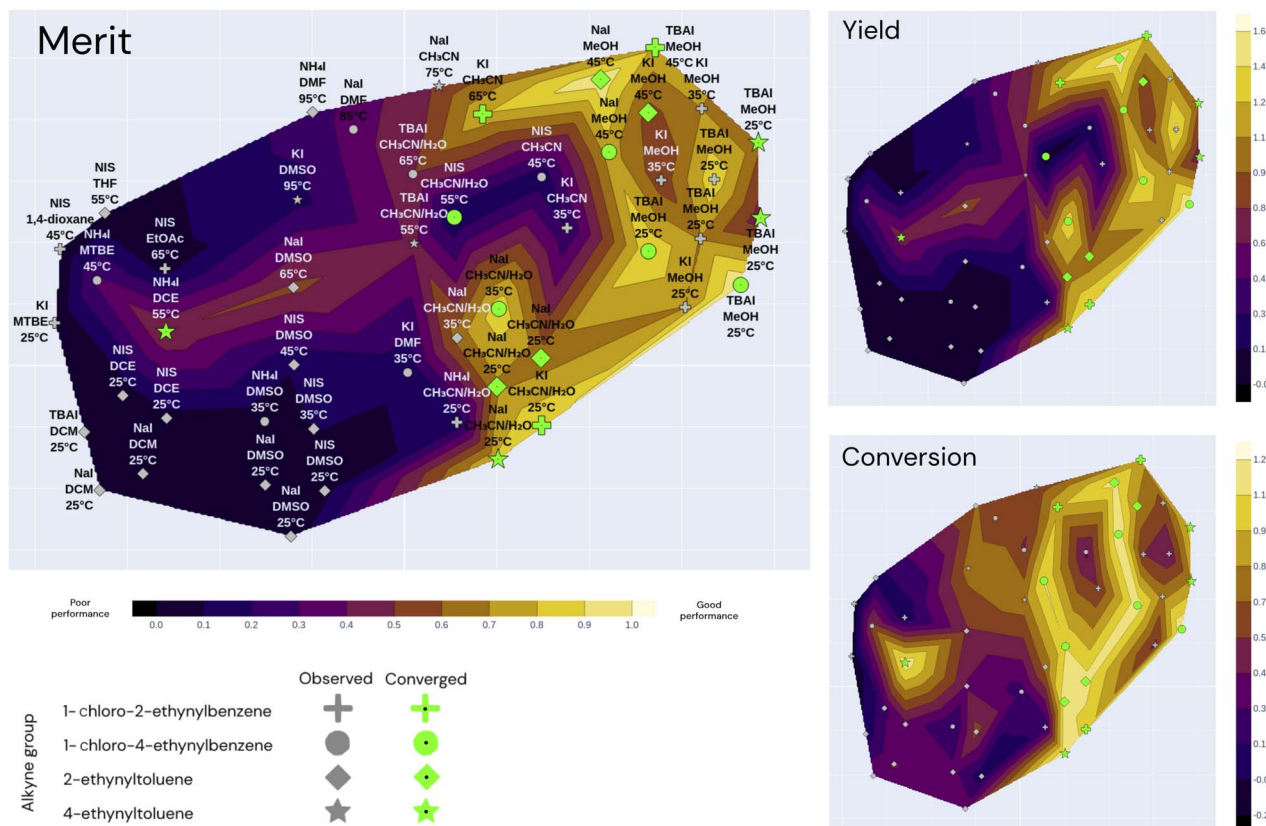 Merit
NaI
CH₃CN
75°C
KI
CH₃CN
65°C
NaI
MeOH
45°C
TBAI
MeOH
45°C
KI
MeOH
45°C
KI
MeOH
35°C
TBAI
MeOH
25°C
NH₄I
DMF
95°C
NaI
DMF
85°C
NaI
MeOH
45°C
TBAI
CH₃CN/H₂O
65°C
NIS
CH₃CN
45°C
KI
MeOH
35°C
TBAI
MeOH
25°C
KI
DMSO
95°C
NIS
CH₃CN/H₂O
55°C
KI
CH₃CN
35°C
NIS
THF
55°C
TBAI
CH₃CN/H₂O
55°C
TBAI
MeOH
25°C
TBAI
MeOH
25°C
NIS
1,4-dioxane
45°C
NH₄I
MTBE
45°C
NIS
EtOAc
65°C
TBAI
MeOH
25°C
NaI
DMSO
65°C
NaI
CH₃CN/H₂O
35°C
KI
MeOH
25°C
TBAI
MeOH
25°C
NH₄I
DCE
55°C
NaI
CH₃CN/H₂O
35°C
NaI
CH₃CN/H₂O
25°C
KI
MTBE
25°C
NIS
DMSO
45°C
KI
DMF
35°C
NaI
CH₃CN/H₂O
25°C
NIS
DCE
25°C
NIS
DCE
25°C
NH₄I
DMSO
35°C
NIS
DMSO
35°C
NH₄I
CH₃CN/H₂O
25°C
KI
CH₃CN/H₂O
25°C
TBAI
DCM
25°C
NaI
DCM
25°C
NaI
DMSO
25°C
NIS
DMSO
25°C
NaI
CH₃CN/H₂O
25°C
NaI
DCM
25°C
NaI
DMSO
25°C
Poor
performance
0.0 0.1 0.2 0.3 0.4 0.5 0.6 0.7 0.8 0.9 1.0
Good
performance
Alkyne group
Observed Converged
1-chloro-2-ethynylbenzene
1-chloro-4-ethynylbenzene
2-ethynyltoluene
4-ethynyltoluene
Yield
1.6
1.4
1.2
1.1
0.9
0.8
0.6
0.4
0.3
0.1
-0.
Conversion
1.2
1.1
1.0
0.8
0.7
0.5
0.4
0.3
0.1
-0.
-0.2